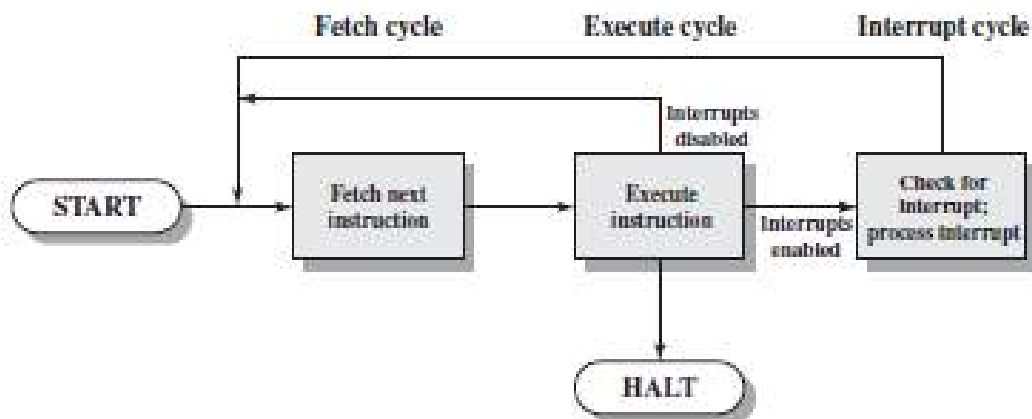 Fetch cycle
Execute cycle
Interrupt cycle
Interrupts
disabled
START
Fetch next
instruction
Execute
instruction
Interrupts
enabled
Check for
interrupt;
process interrupt
HALT